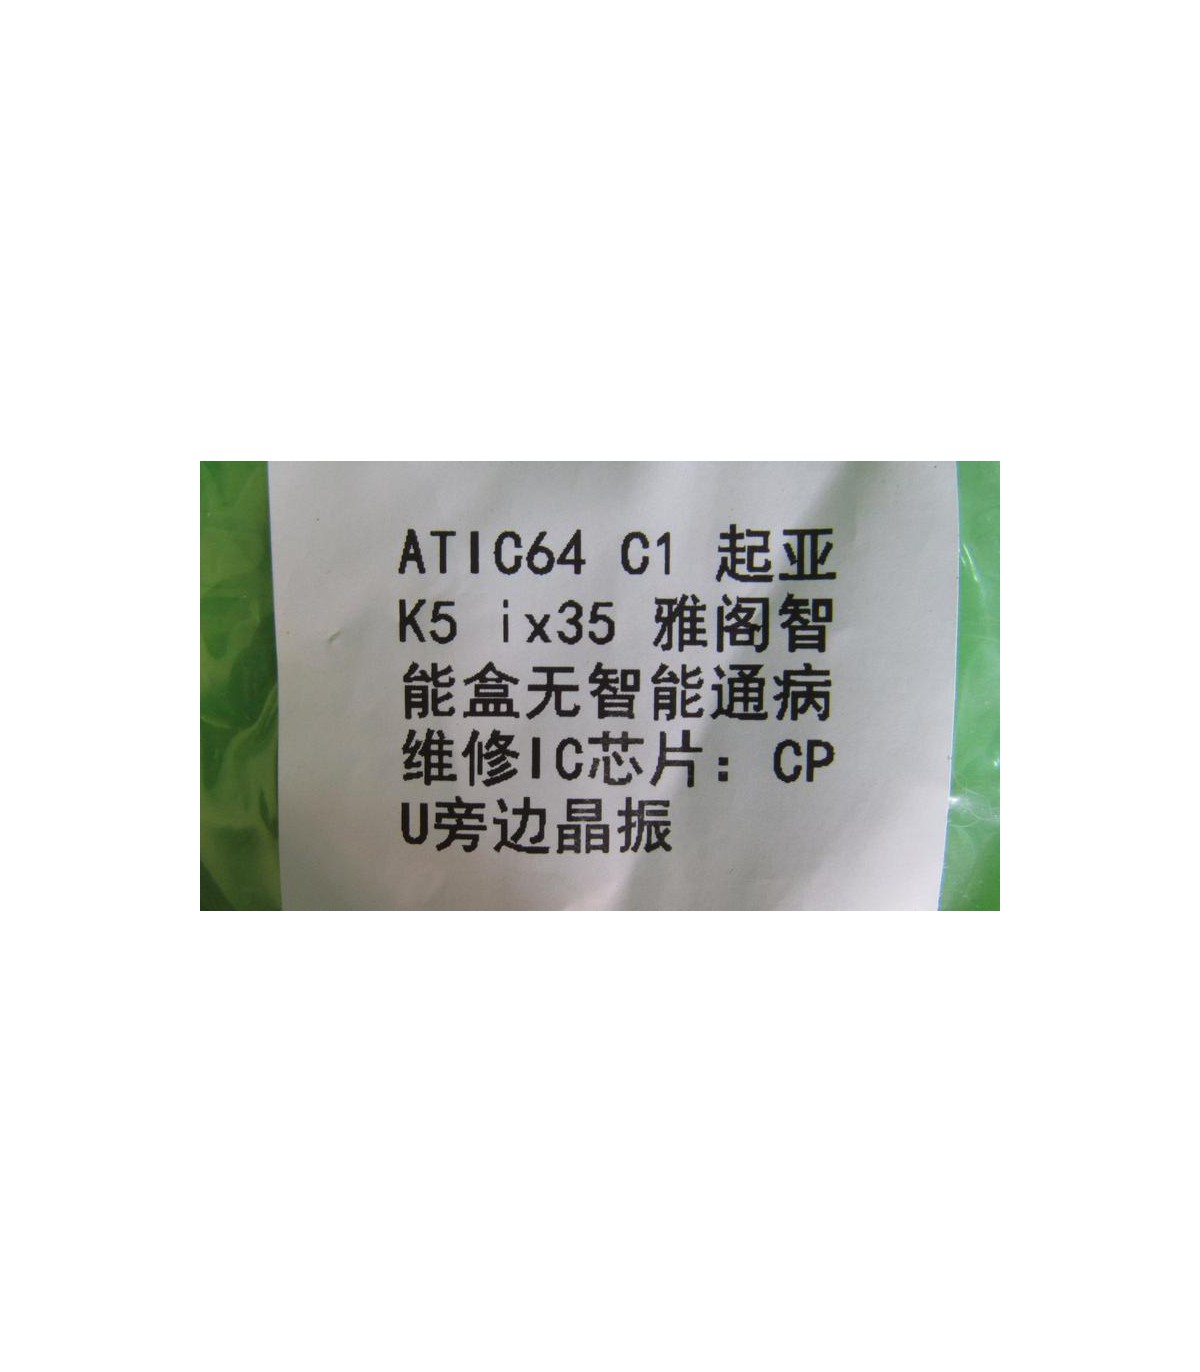 ATIC64 C1 起亚
K5 ix35 雅阁智
能盒无智能通病
维修IC芯片：CP
U旁边晶振